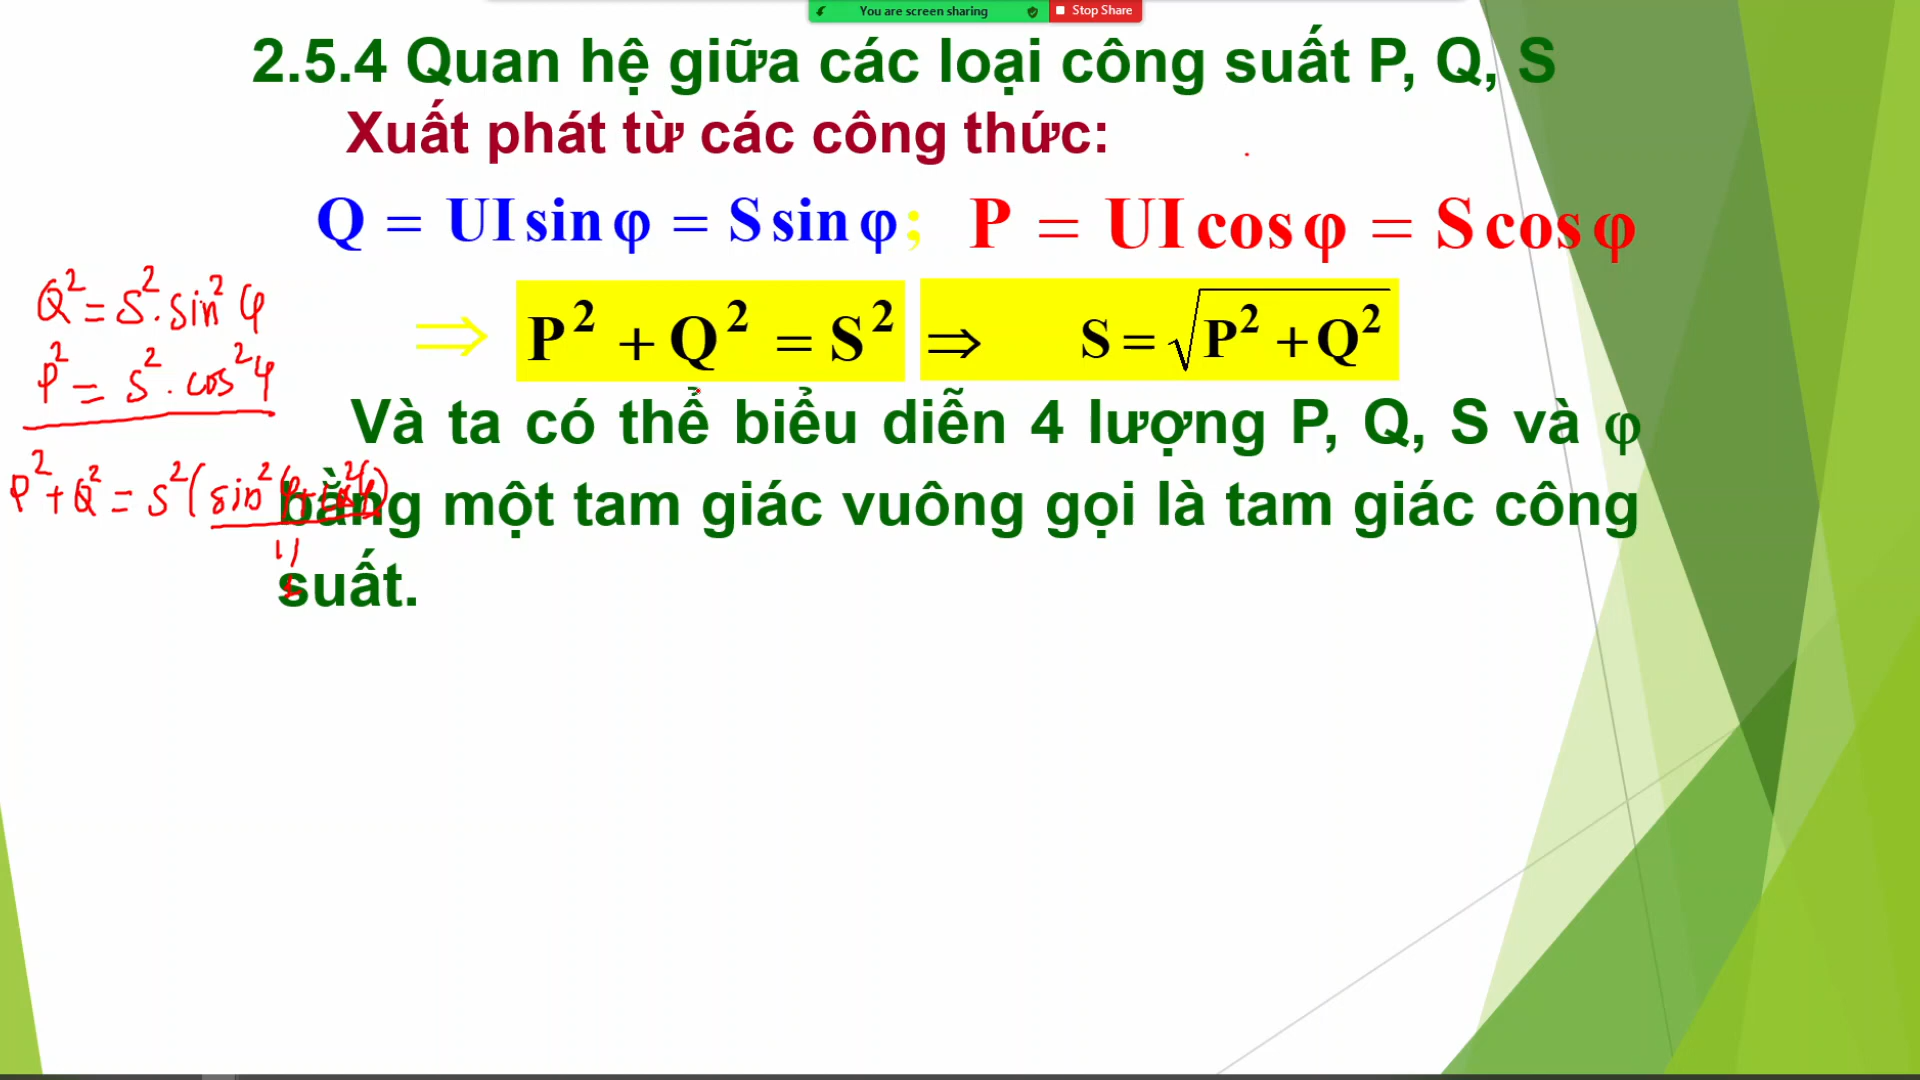 You are screen sharing
Stop Share
2.5.4 Quan hệ giữa các loại công suất P, Q, S
Xuất phát từ các công thức:
Q = UI sin φ = S sin φ; P = UI cos φ = S cos φ
Q² = S². sin² φ
P² = S². cos² φ
⇒ P² + Q² = S² ⇒ S = √(P² + Q²)
P² + Q² = S² (sin² φ + cos² φ)
1
Và ta có thể biểu diễn 4 lượng P, Q, S và φ
bằng một tam giác vuông gọi là tam giác công
suất.